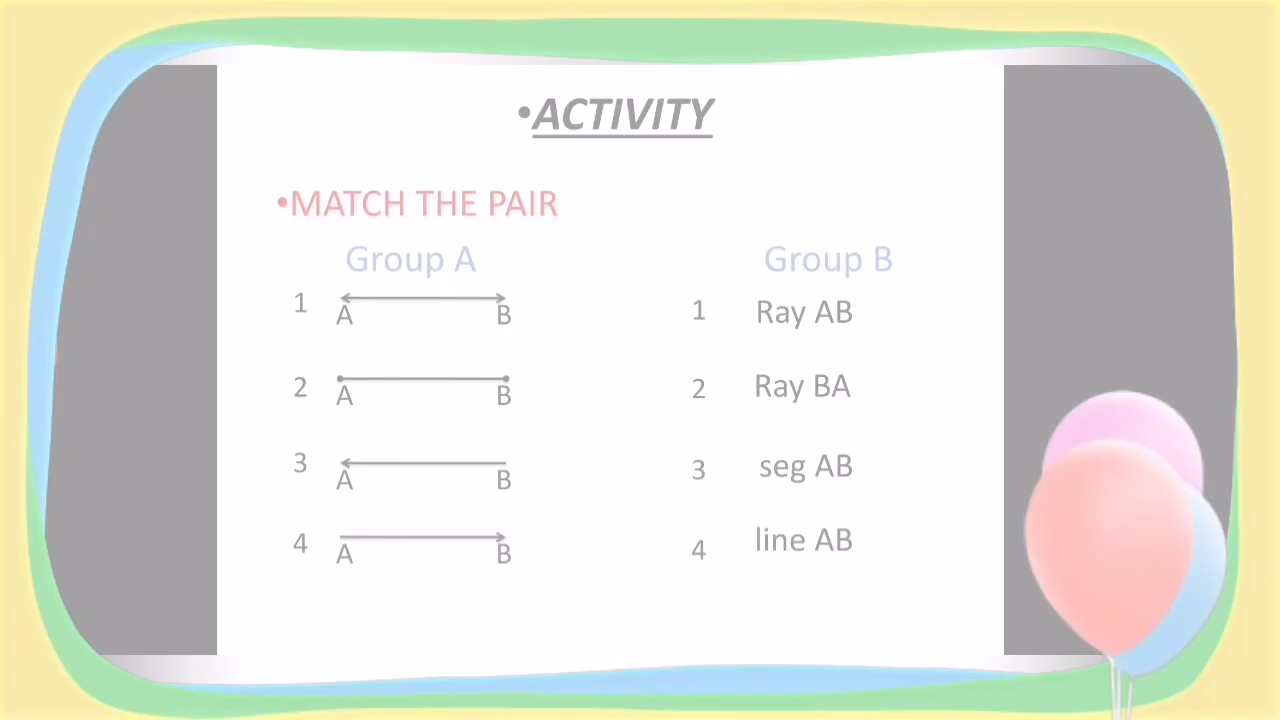 •ACTIVITY
•MATCH THE PAIR
Group A Group B
1 A B 1 Ray AB
2 A B 2 Ray BA
3 A B 3 seg AB
4 A B 4 line AB